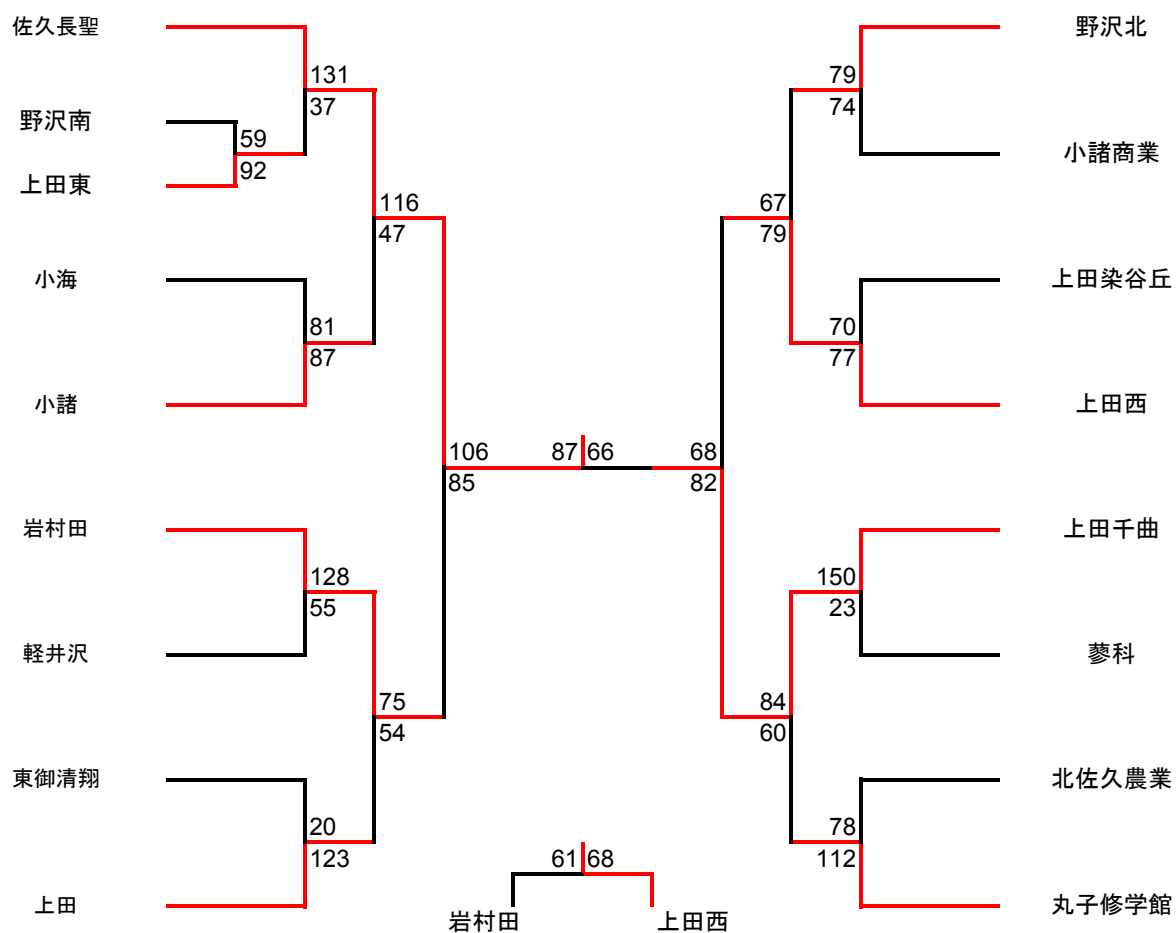 佐久長聖
131
37
野沢南
59
92
上田東
116
47
小海
81
87
小諸
106
85
岩村田
128
55
軽井沢
75
54
東御清翔
20
123
上田
87 66
野沢北
79
74
小諸商業
67
79
上田染谷丘
70
77
上田西
68
82
上田千曲
150
23
蓼科
84
60
北佐久農業
78
112
丸子修学館
61 68
岩村田 上田西